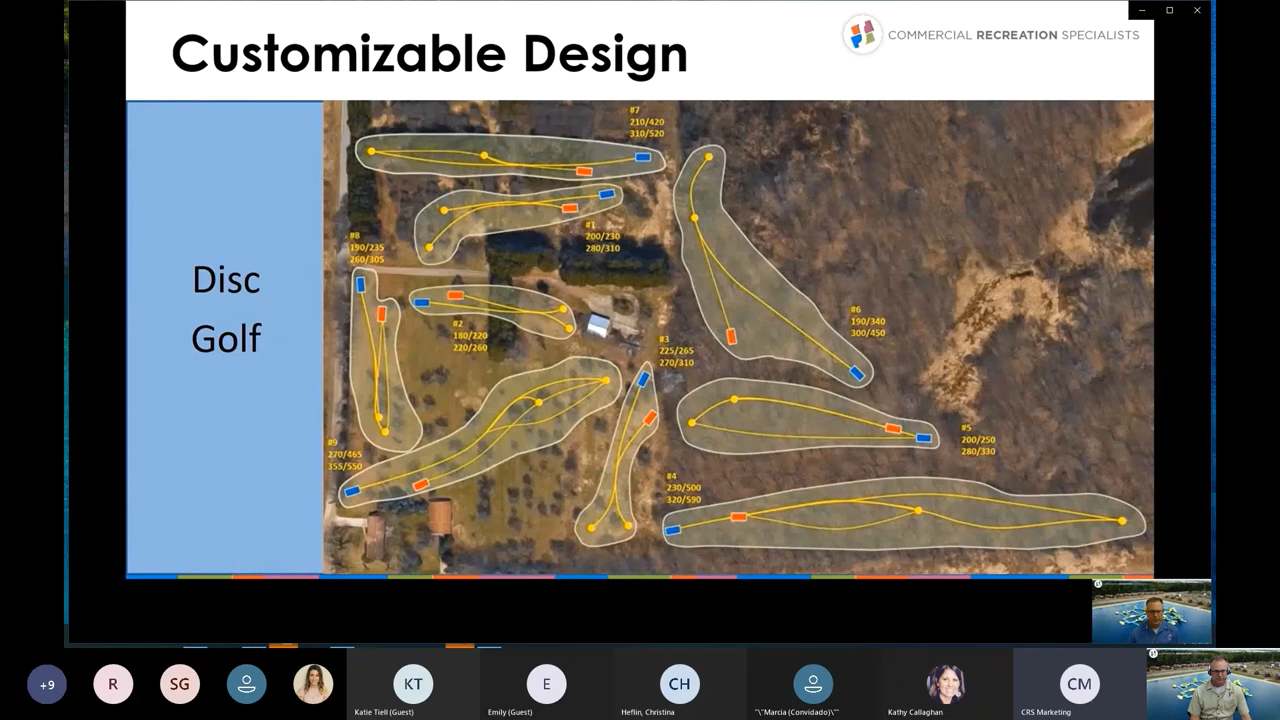 Customizable Design
COMMERCIAL RECREATION SPECIALISTS
Disc
Golf
#7
210/420
310/520
#1
200/230
280/310
#8
190/235
260/305
#2
180/220
220/260
#6
190/340
300/450
#3
225/265
270/310
#5
200/250
280/330
#9
270/465
355/550
#4
230/500
320/590
+9
R
SG
KT
E
CH
CM
Katie Tiell (Guest)
Emily (Guest)
Heflin, Christina
"\"Marcia (Convidado)\""
Kathy Callaghan
CRS Marketing